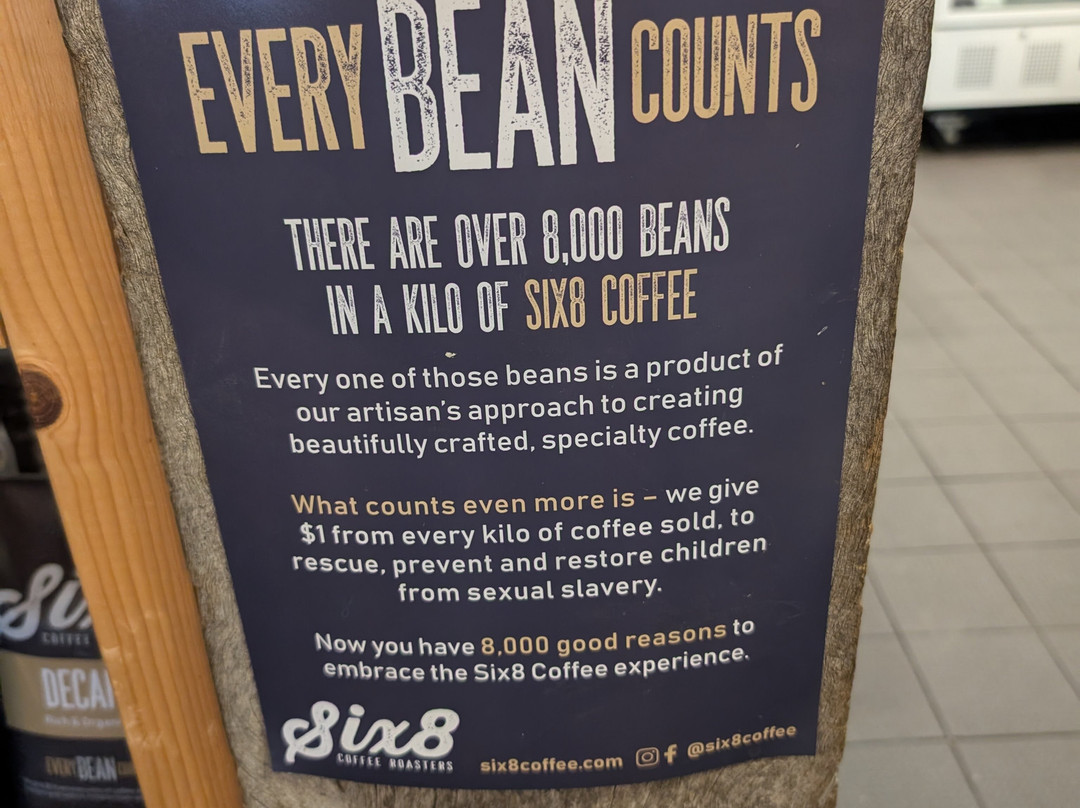 EVERY BEAN COUNTS
THERE ARE OVER 8,000 BEANS
IN A KILO OF SIX8 COFFEE
Every one of those beans is a product of
our artisan's approach to creating
beautifully crafted, specialty coffee.
What counts even more is – we give
$1 from every kilo of coffee sold, to
rescue, prevent and restore children
from sexual slavery.
Now you have 8,000 good reasons to
embrace the Six8 Coffee experience.
Six8
COFFEE ROASTERS
six8coffee.com @six8coffee
COFFEE
DECA
Rich & Organ
EVERY BEAN